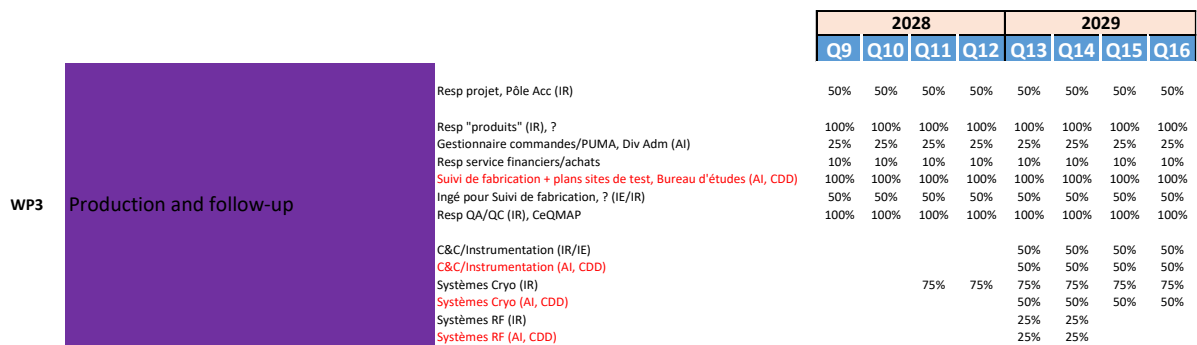 2028 2029
Q9 Q10 Q11 Q12 Q13 Q14 Q15 Q16
Resp projet, Pôle Acc (IR) 50% 50% 50% 50% 50% 50% 50% 50%
Resp "produits" (IR), ? 100% 100% 100% 100% 100% 100% 100% 100%
Gestionnaire commandes/PUMA, Div Adm (AI) 25% 25% 25% 25% 25% 25% 25% 25%
Resp service financiers/achats 10% 10% 10% 10% 10% 10% 10% 10%
Suivi de fabrication + plans sites de test, Bureau d'études (AI, CDD) 100% 100% 100% 100% 100% 100% 100% 100%
WP3 Production and follow-up
Ingé pour Suivi de fabrication, ? (IE/IR) 50% 50% 50% 50% 50% 50% 50% 50%
Resp QA/QC (IR), CeQMAP 100% 100% 100% 100% 100% 100% 100% 100%
C&C/Instrumentation (IR/IE) 50% 50% 50% 50%
C&C/Instrumentation (AI, CDD) 50% 50% 50% 50%
Systèmes Cryo (IR) 75% 75% 75% 75% 75% 75%
Systèmes Cryo (AI, CDD) 50% 50% 50% 50%
Systèmes RF (IR) 25% 25%
Systèmes RF (AI, CDD) 25% 25%